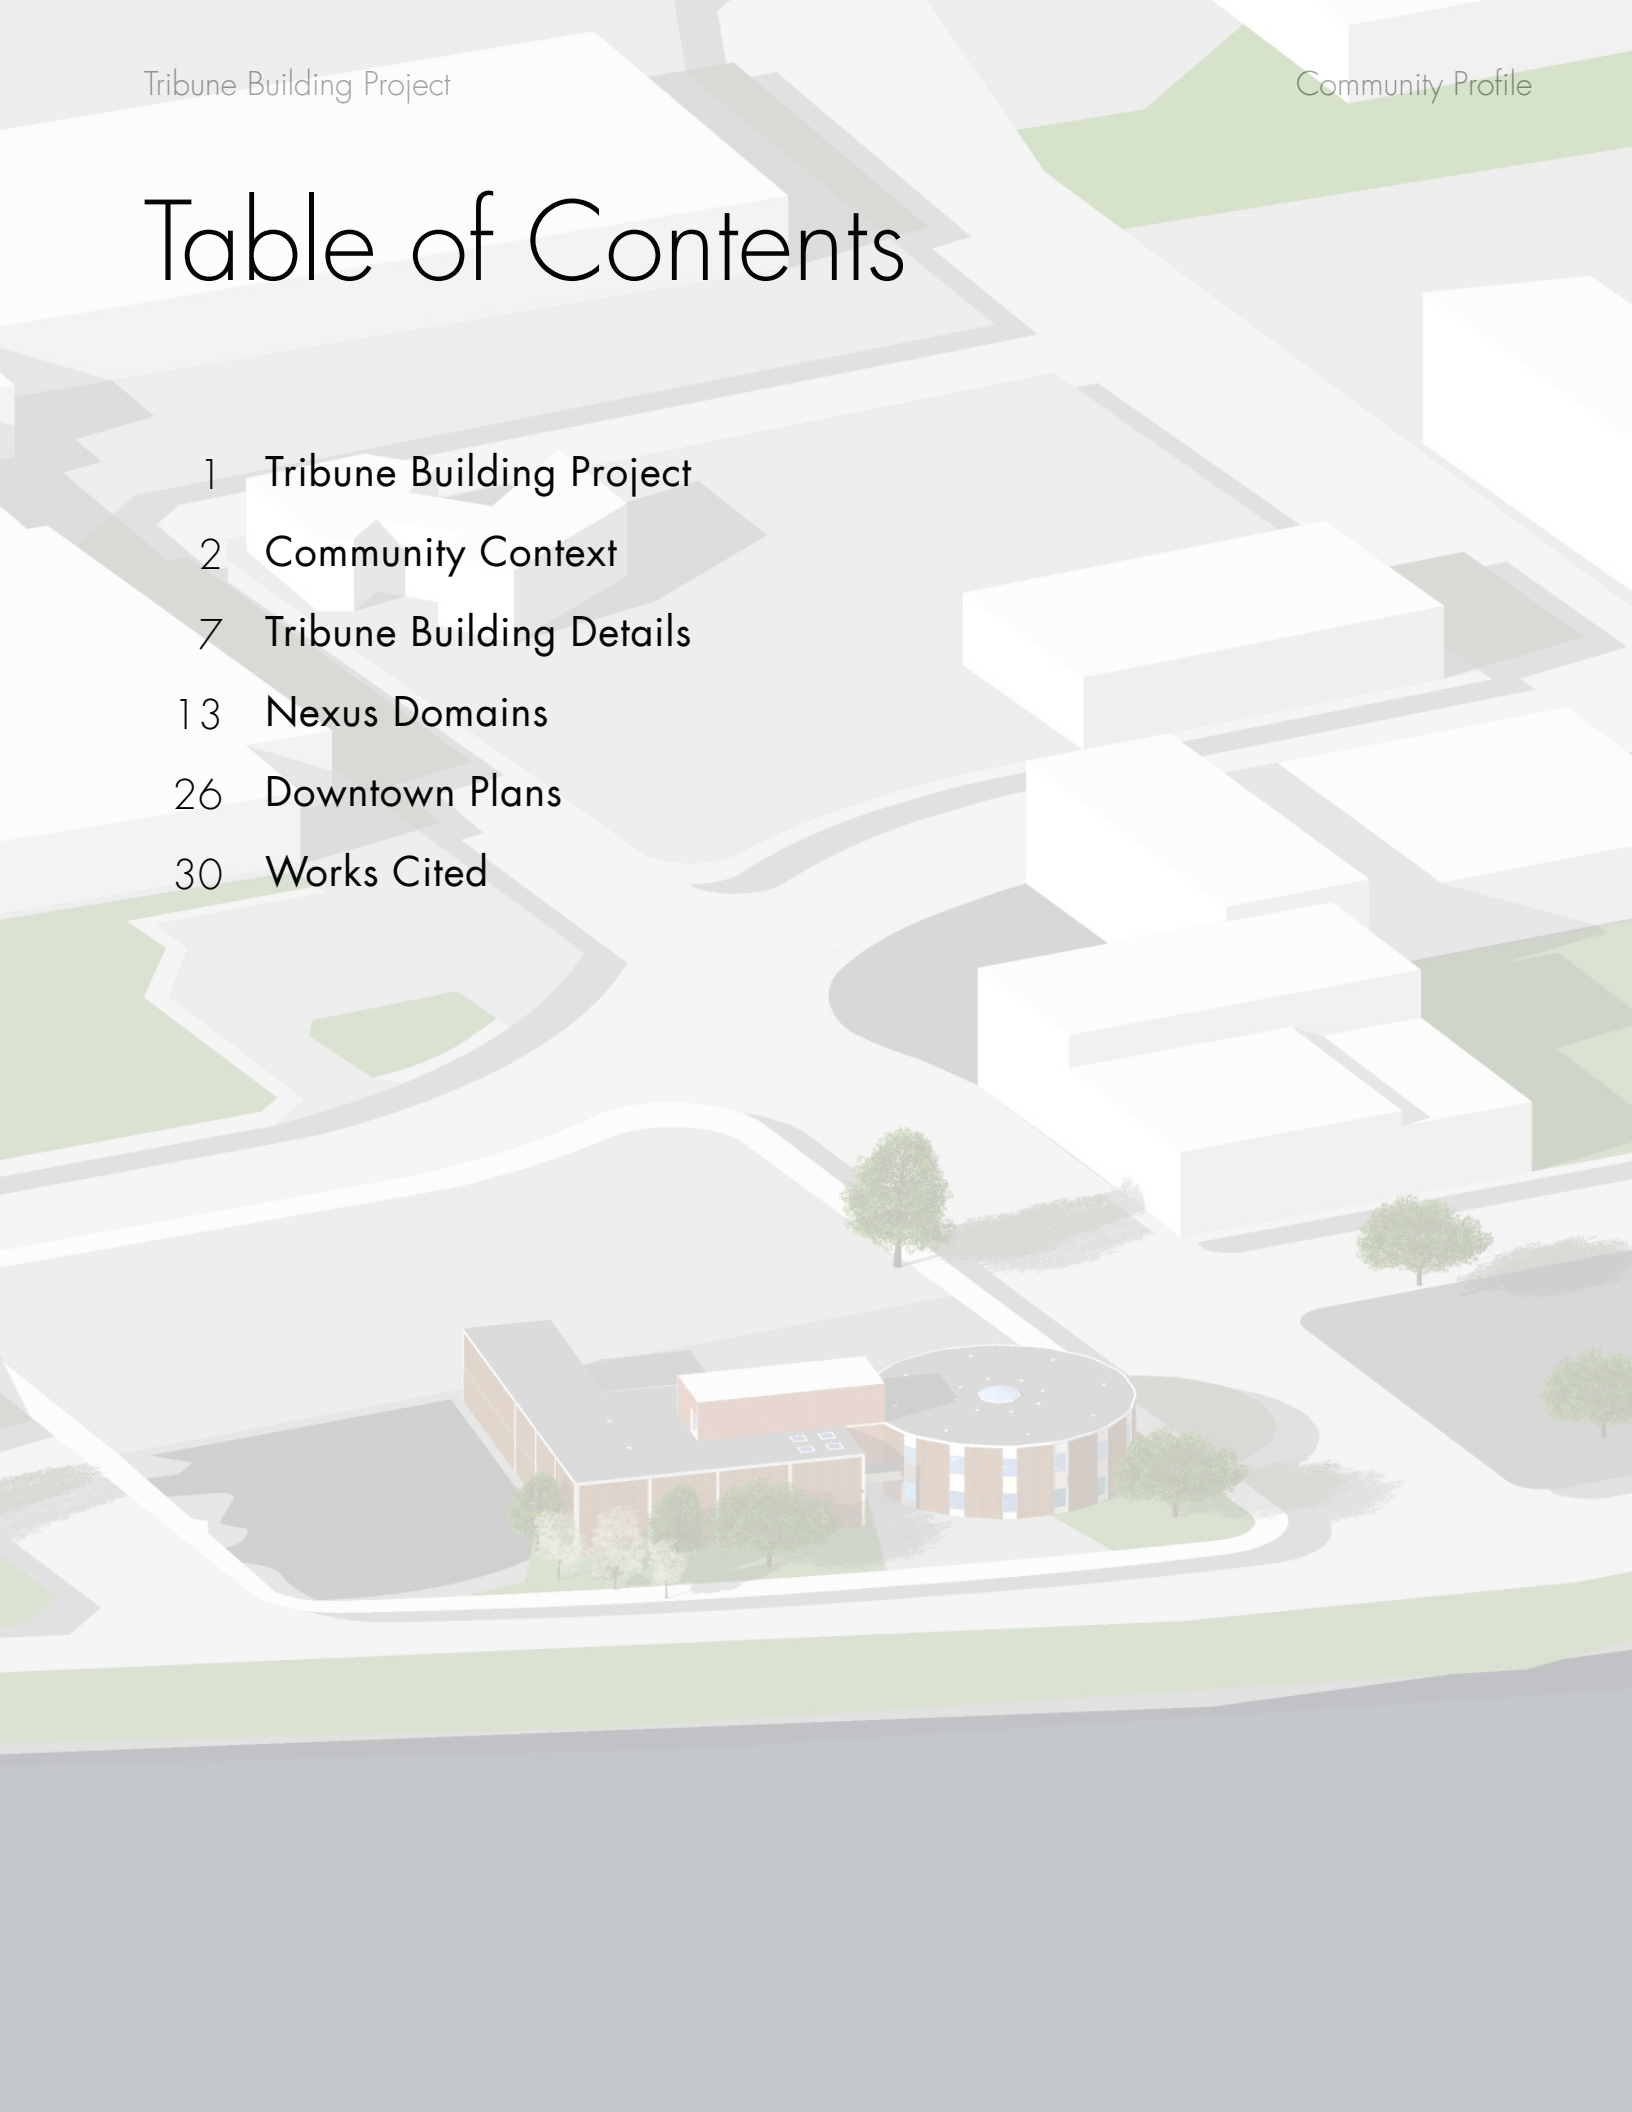 Tribune Building Project
Community Profile
Table of Contents
1 Tribune Building Project
2 Community Context
7 Tribune Building Details
13 Nexus Domains
26 Downtown Plans
30 Works Cited